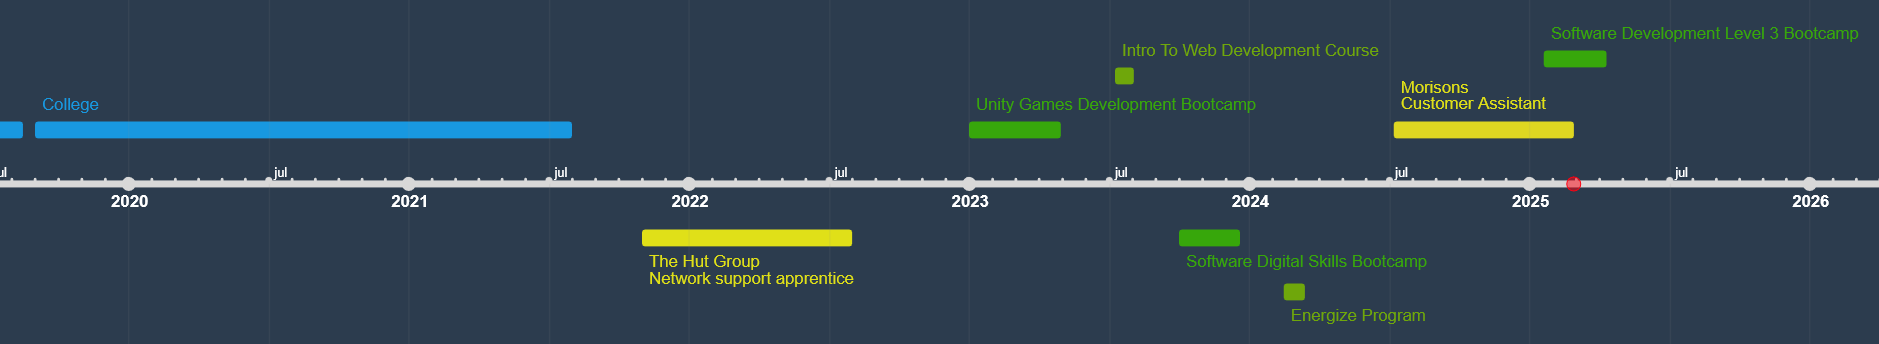 Software Development Level 3 Bootcamp
Intro To Web Development Course
Morisons
Customer Assistant
College
Unity Games Development Bootcamp
ul
jul
jul
jul
jul
jul
jul
2020
2021
2022
2023
2024
2025
2026
The Hut Group
Network support apprentice
Software Digital Skills Bootcamp
Energize Program